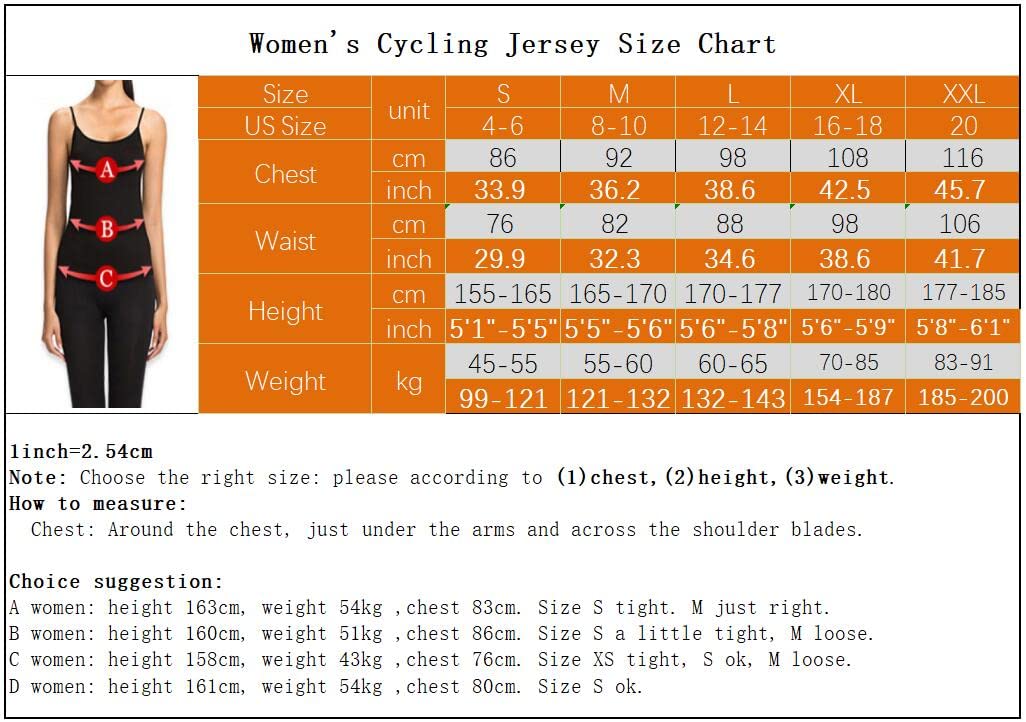 Women's Cycling Jersey Size Chart
Size unit S M L XL XXL
US Size 4-6 8-10 12-14 16-18 20
Chest cm 86 92 98 108 116
inch 33.9 36.2 38.6 42.5 45.7
Waist cm 76 82 88 98 106
inch 29.9 32.3 34.6 38.6 41.7
Height cm 155-165 165-170 170-177 170-180 177-185
inch 5'1"-5'5" 5'5"-5'6" 5'6"-5'8" 5'6"-5'9" 5'8"-6'1"
Weight kg 45-55 55-60 60-65 70-85 83-91
99-121 121-132 132-143 154-187 185-200
A
B
C
1inch=2.54cm
Note: Choose the right size: please according to (1)chest,(2)height,(3)weight.
How to measure:
Chest: Around the chest, just under the arms and across the shoulder blades.
Choice suggestion:
A women: height 163cm, weight 54kg ,chest 83cm. Size S tight. M just right.
B women: height 160cm, weight 51kg ,chest 86cm. Size S a little tight, M loose.
C women: height 158cm, weight 43kg ,chest 76cm. Size XS tight, S ok, M loose.
D women: height 161cm, weight 54kg ,chest 80cm. Size S ok.